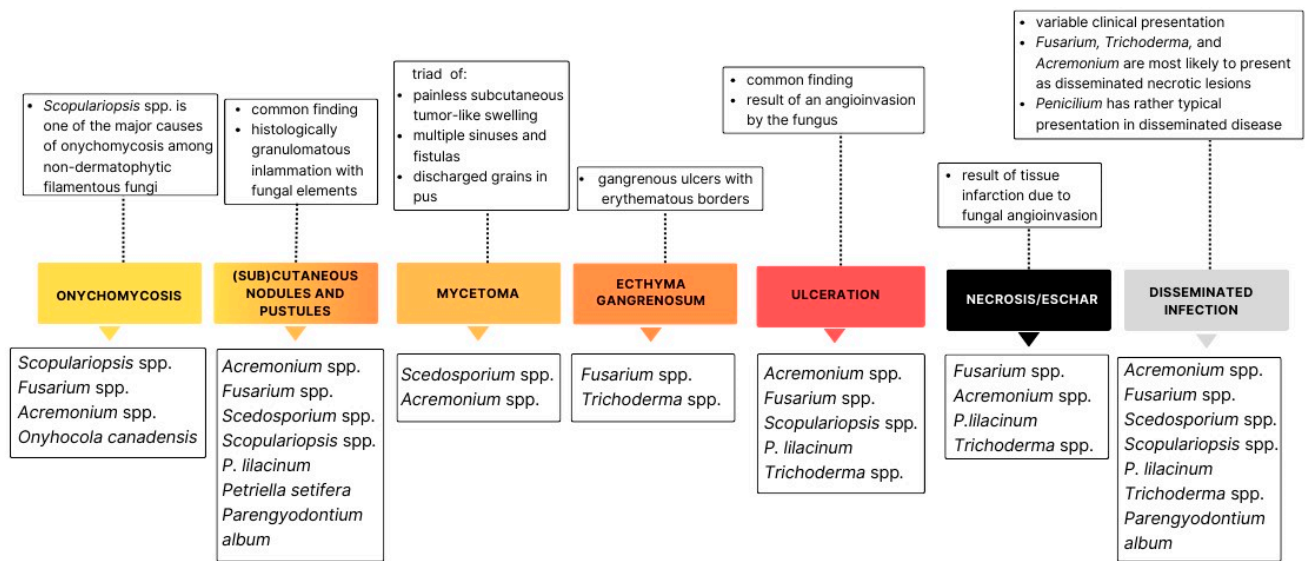 • Scopulariopsis spp. is
one of the major causes
of onychomycosis among
non-dermatophytic
filamentous fungi
• common finding
• histologically
granulomatous
inlammation with
fungal elements
triad of:
• painless subcutaneous
tumor-like swelling
• multiple sinuses and
fistulas
• discharged grains in
pus
• gangrenous ulcers with
erythematous borders
• common finding
• result of an angioinvasion
by the fungus
• result of tissue
infarction due to
fungal angioinvasion
• variable clinical presentation
• Fusarium, Trichoderma, and
Acremonium are most likely to present
as disseminated necrotic lesions
• Penicilium has rather typical
presentation in disseminated disease
ONYCHOMYCOSIS
(SUB)CUTANEOUS
NODULES AND
PUSTULES
MYCETOMA
ECTHYMA
GANGRENOSUM
ULCERATION
NECROSIS/ESCHAR
DISSEMINATED
INFECTION
Scopulariopsis spp.
Fusarium spp.
Acremonium spp.
Onyhocola canadensis
Acremonium spp.
Fusarium spp.
Scedosporium spp.
Scopulariopsis spp.
P. lilacinum
Petriella setifera
Parengyodontium
album
Scedosporium spp.
Acremonium spp.
Fusarium spp.
Trichoderma spp.
Acremonium spp.
Fusarium spp.
Scopulariopsis spp.
P. lilacinum
Trichoderma spp.
Fusarium spp.
Acremonium spp.
P.lilacinum
Trichoderma spp.
Acremonium spp.
Fusarium spp.
Scedosporium spp.
Scopulariopsis spp.
P. lilacinum
Trichoderma spp.
Parengyodontium
album